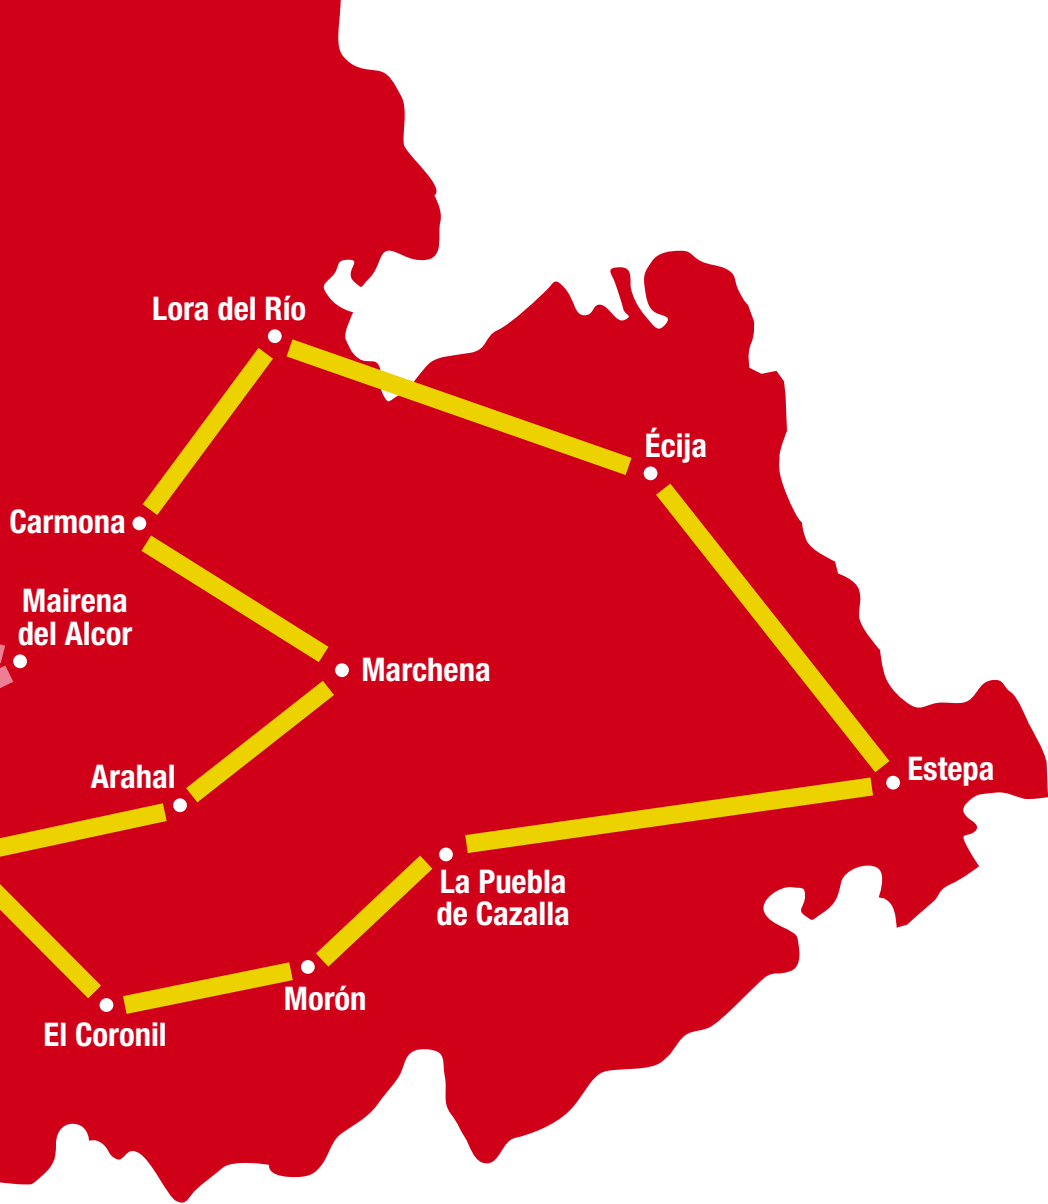 Lora del Río
Écija
Carmona
Mairena
del Alcor
Marchena
Arahal
Estepa
La Puebla
de Cazalla
Morón
El Coronil